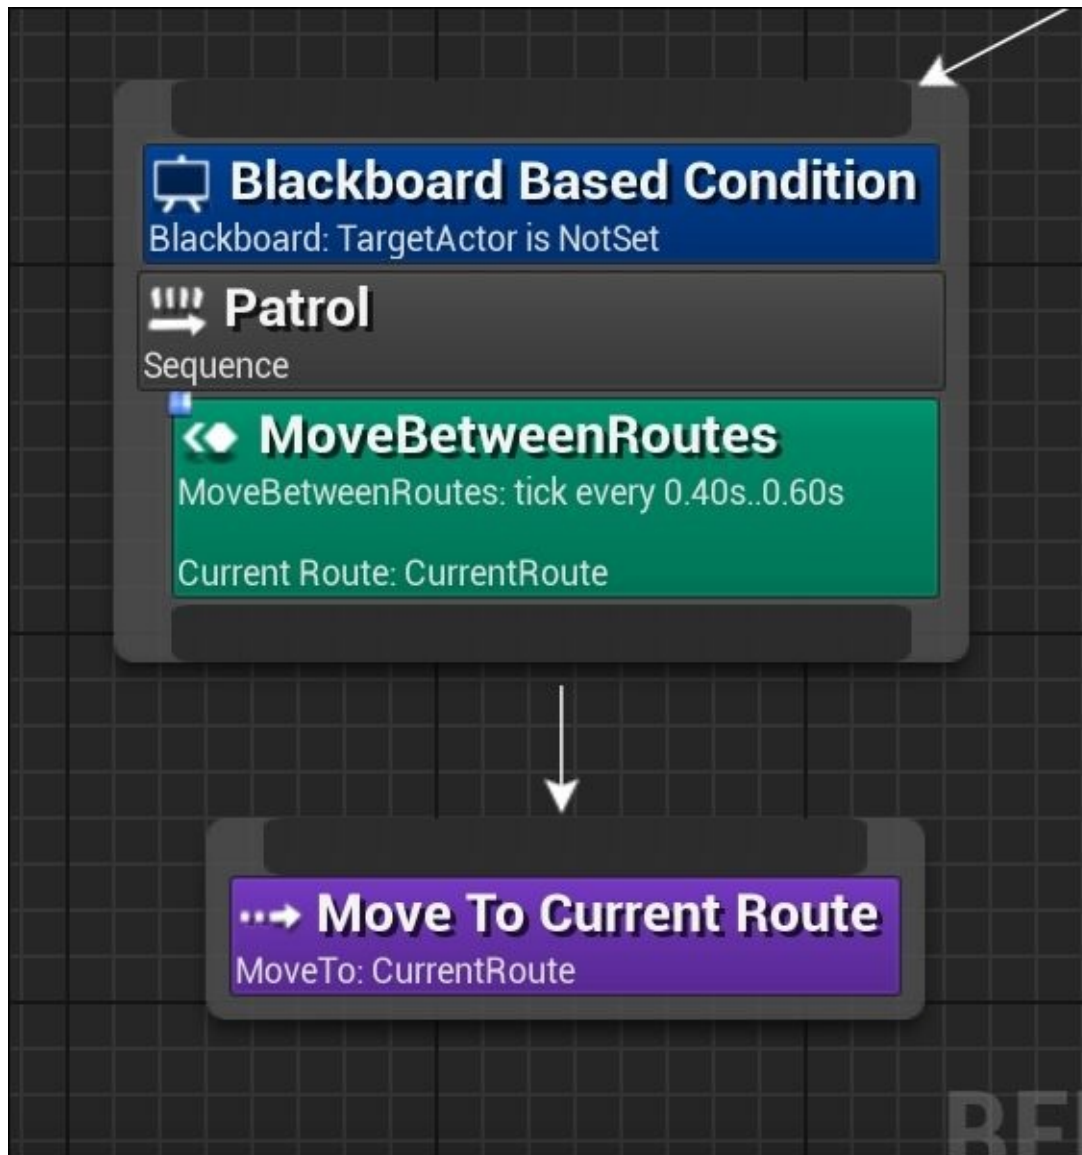 Blackboard Based Condition
Blackboard: TargetActor is NotSet
Patrol
Sequence
MoveBetweenRoutes
MoveBetweenRoutes: tick every 0.40s..0.60s
Current Route: CurrentRoute
Move To Current Route
MoveTo: CurrentRoute